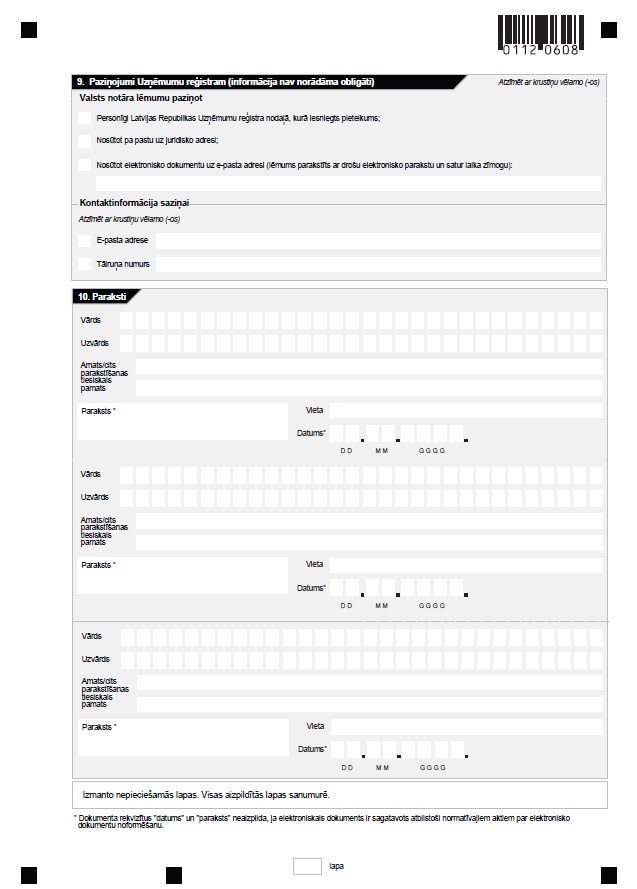 0112 0608
9. Paziņojumi Uzņēmumu reģistram (informācija nav norādāma obligāti)
Atzīmēt ar krustiņu vēlamo (-os)
Valsts notāra lēmumu paziņot
Personīgi Latvijas Republikas Uzņēmumu reģistra nodaļā, kurā iesniegts pieteikums;
Nosūtot pa pastu uz juridisko adresi;
Nosūtot elektronisko dokumentu uz e-pasta adresi (lēmums parakstīts ar drošu elektronisko parakstu un satur laika zīmogu):
Kontaktinformācija saziņai
Atzīmēt ar krustiņu vēlamo (-os)
E-pasta adrese
Tālruņa numurs
10. Paraksti
Vārds
Uzvārds
Amats/cits
parakstīšanas
tiesiskais
pamats
Paraksts *
Vieta
Datums*
DD MM GGGG
Vārds
Uzvārds
Amats/cits
parakstīšanas
tiesiskais
pamats
Paraksts *
Vieta
Datums*
DD MM GGGG
Vārds
Uzvārds
Amats/cits
parakstīšanas
tiesiskais
pamats
Paraksts *
Vieta
Datums*
DD MM GGGG
Izmanto nepieciešamās lapas. Visas aizpildītās lapas sanumurē.
* Dokumenta rekvizītus "datums" un "paraksts" neaizpilda, ja elektroniskais dokuments ir sagatavots atbilstoši normatīvajiem aktiem par elektronisko
dokumentu noformēšanu.
lapa